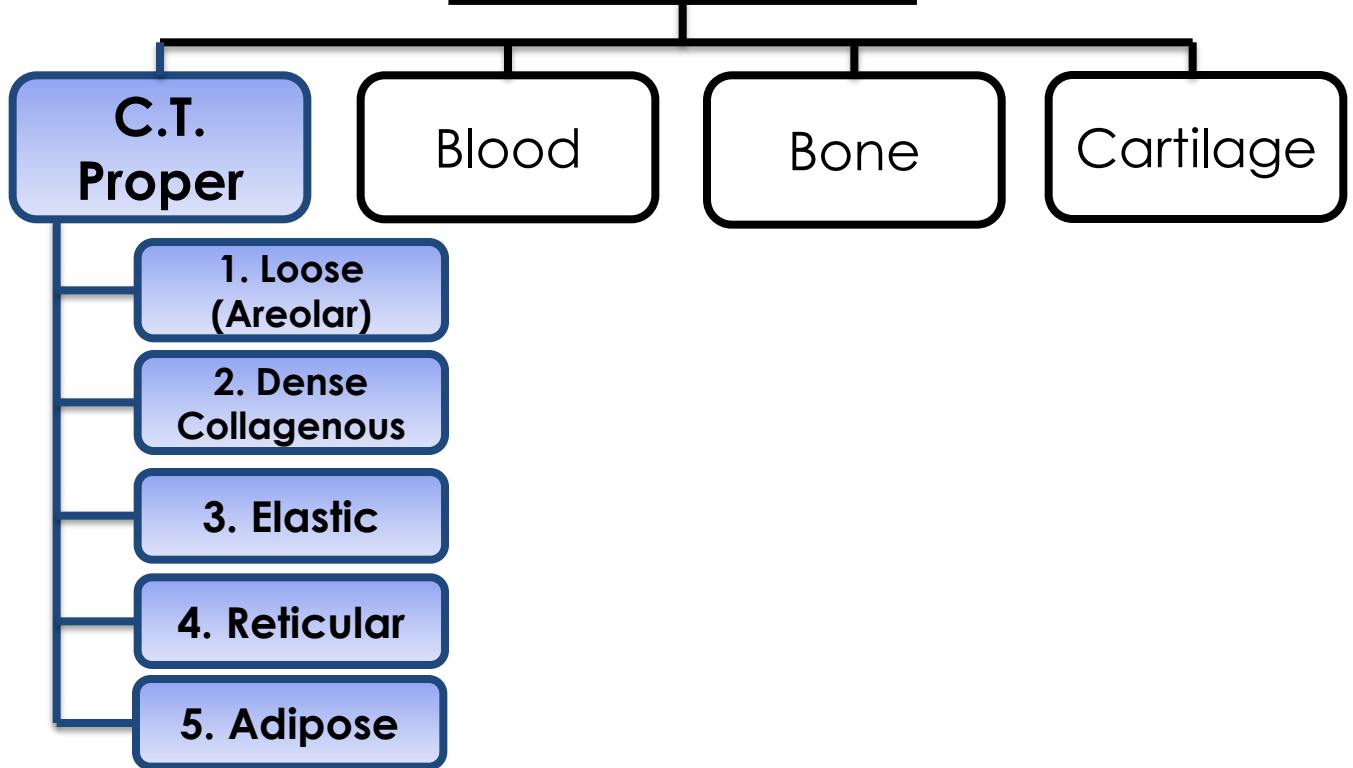 C.T.
Proper
Blood
Bone
Cartilage
1. Loose
(Areolar)
2. Dense
Collagenous
3. Elastic
4. Reticular
5. Adipose